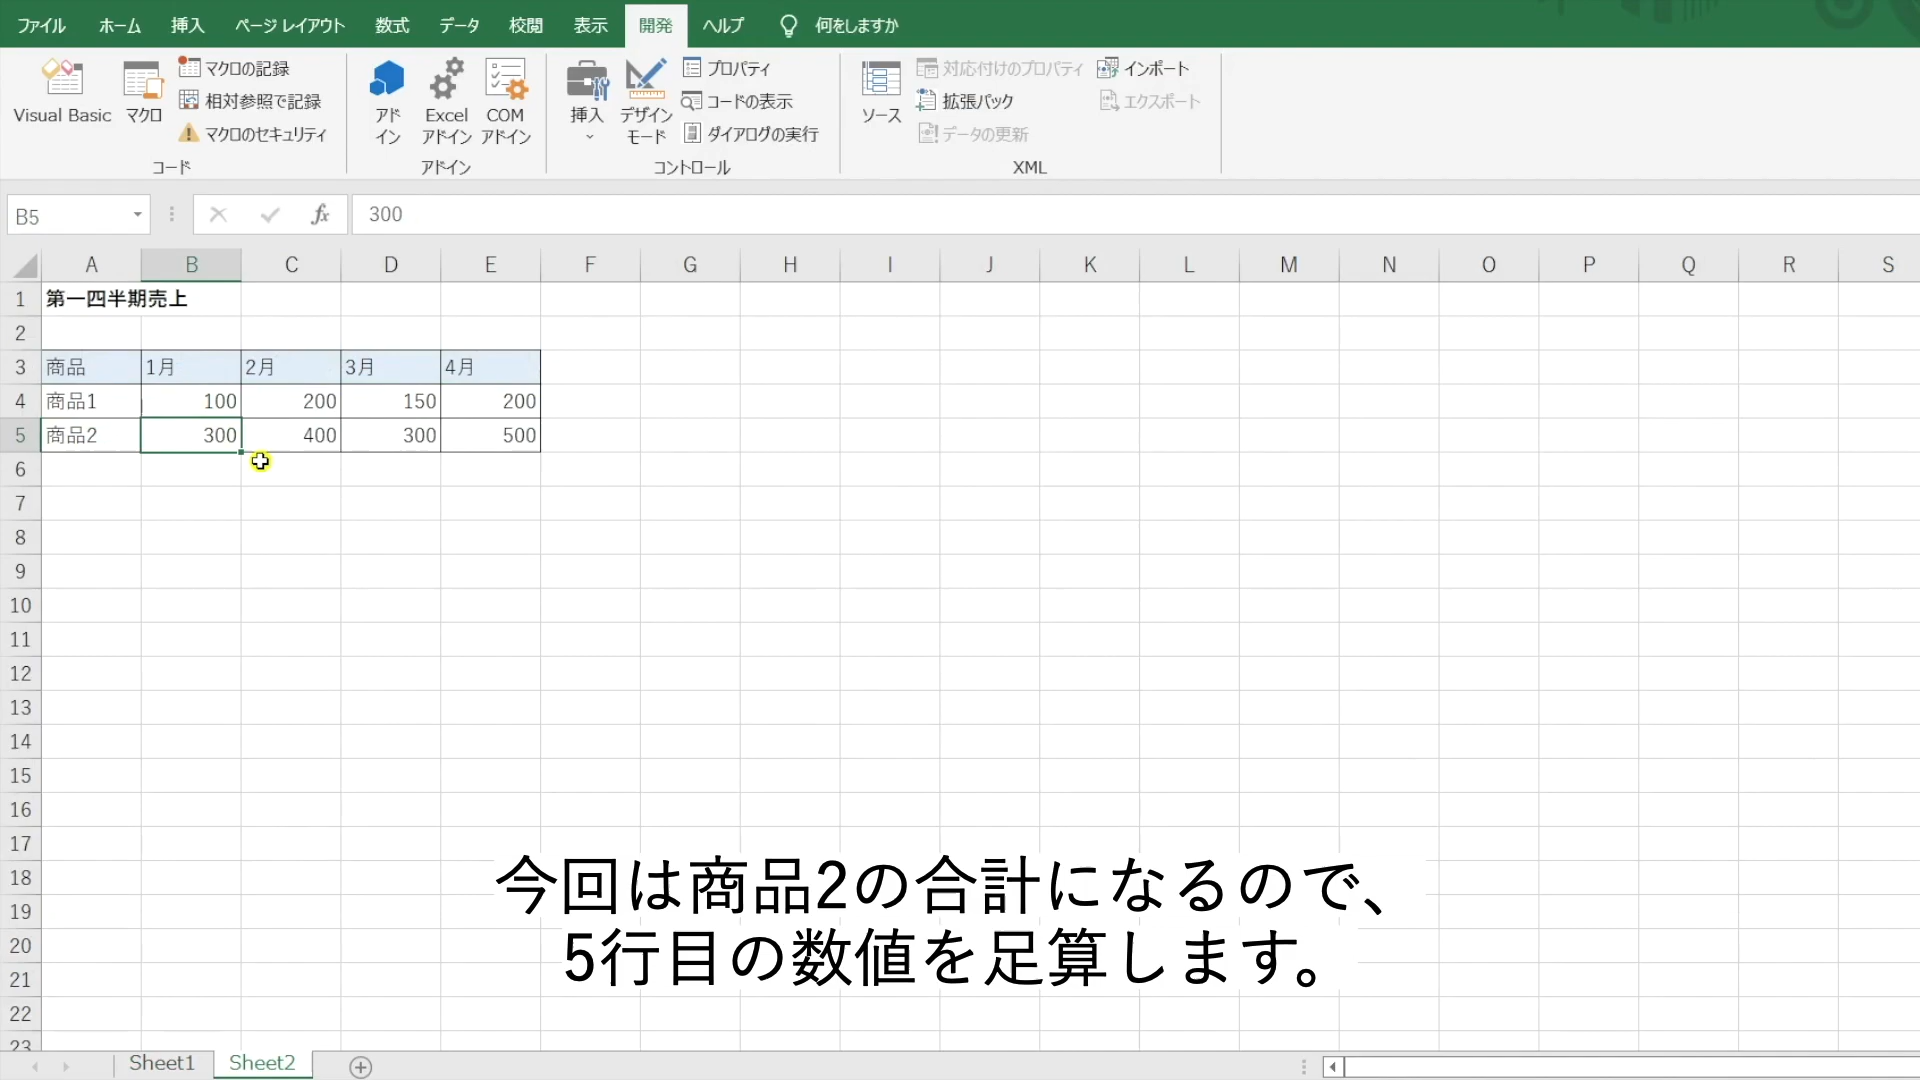 ファイル ホーム 挿入 ページ レイアウト 数式 データ 校閲 表示 開発 ヘルプ 何をしますか
Visual Basic
マクロ
マクロの記録
相対参照で記録
マクロのセキュリティ
コード
アド
イン
Excel
アドイン
COM
アドイン
アドイン
挿入
デザイン
モード
プロパティ
コードの表示
ダイアログの実行
コントロール
ソース
対応付けのプロパティ
拡張パック
データの更新
インポート
エクスポート
XML
B5 fx 300
A B C D E F G H I J K L M N O P Q R S
1 第一四半期売上
2
3 商品 1月 2月 3月 4月
4 商品1 100 200 150 200
5 商品2 300 400 300 500
6
7
8
9
10
11
12
13
14
15
16
17
18
19
20
21
22
23
今回は商品2の合計になるので、
5行目の数値を足算します。
Sheet1 Sheet2